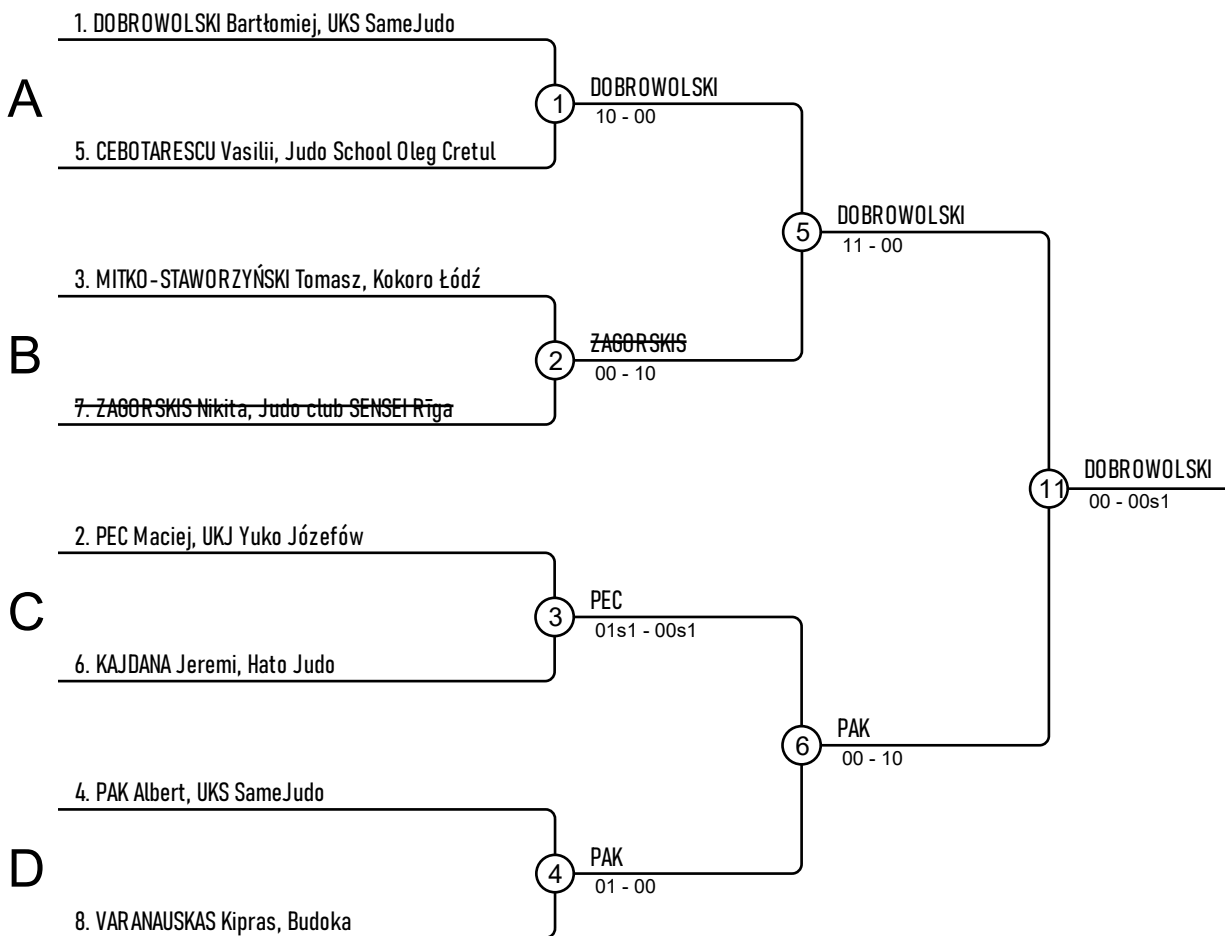 1. DOBROWOLSKI Bartłomiej, UKS SameJudo
A
1
DOBROWOLSKI
10 - 00
5. CEBOTARESCU Vasilii, Judo School Oleg Cretul
5
DOBROWOLSKI
11 - 00
3. MITKO-STAWORZYŃSKI Tomasz, Kokoro Łódź
B
2
ZAGORSKIS
00 - 10
7. ZAGORSKIS Nikita, Judo club SENSEI Rīga
11
DOBROWOLSKI
00 - 00s1
2. PEC Maciej, UKJ Yuko Józefów
C
3
PEC
01s1 - 00s1
6. KAJDANA Jeremi, Hato Judo
6
PAK
00 - 10
4. PAK Albert, UKS SameJudo
D
4
PAK
01 - 00
8. VARANAUSKAS Kipras, Budoka